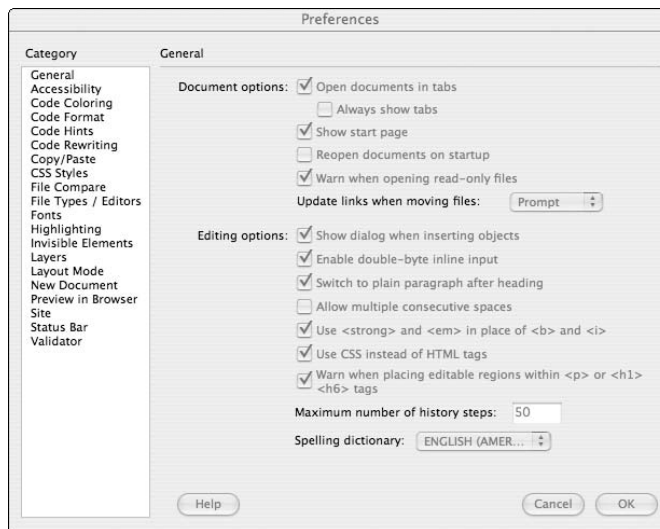 Preferences
Category
General
Accessibility
Code Coloring
Code Format
Code Hints
Code Rewriting
Copy/Paste
CSS Styles
File Compare
File Types / Editors
Fonts
Highlighting
Invisible Elements
Layers
Layout Mode
New Document
Preview in Browser
Site
Status Bar
Validator
General
Document options: Open documents in tabs
Always show tabs
Show start page
Reopen documents on startup
Warn when opening read-only files
Update links when moving files: Prompt
Editing options: Show dialog when inserting objects
Enable double-byte inline input
Switch to plain paragraph after heading
Allow multiple consecutive spaces
Use <strong> and <em> in place of <b> and <i>
Use CSS instead of HTML tags
Warn when placing editable regions within <p> or <h1>
<h6> tags
Maximum number of history steps: 50
Spelling dictionary: ENGLISH (AMER...
Help
Cancel
OK